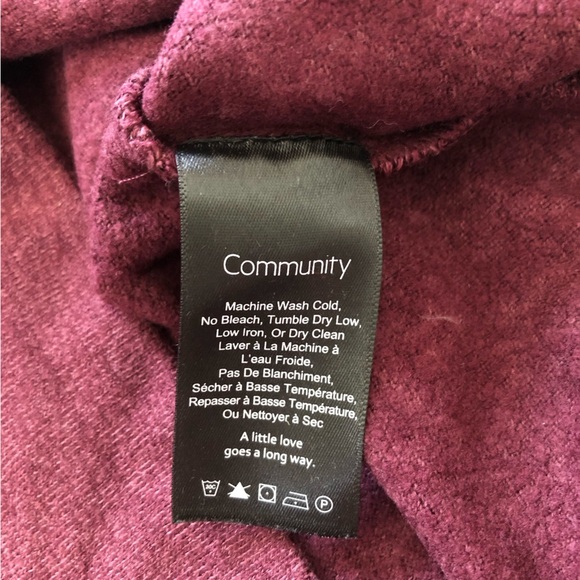 Community
Machine Wash Cold,
No Bleach, Tumble Dry Low,
Low Iron, Or Dry Clean
Laver à La Machine à
L'eau Froide,
Pas De Blanchiment,
Sécher à Basse Température,
Repasser à Basse Température,
Ou Nettoyer à Sec
A little love
goes a long way.
30C
P